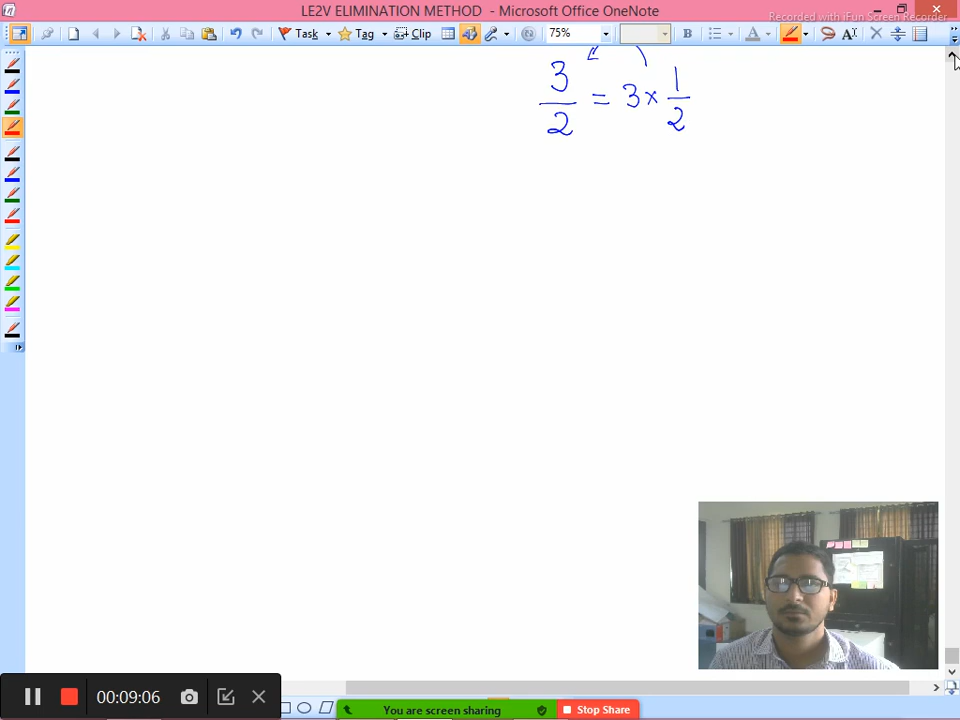 LE2V ELIMINATION METHOD - Microsoft Office OneNote
Recorded with iFun Screen Recorder
Task Tag Clip 75% B A A
3/2 = 3 × 1/2
00:09:06
You are screen sharing Stop Share